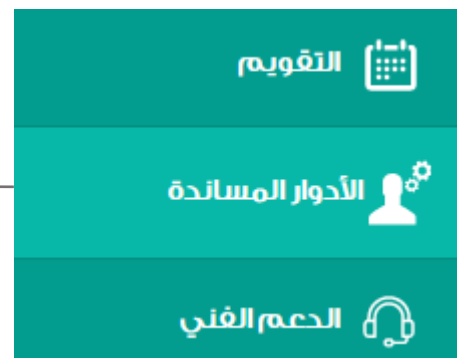 التقويم
الأدوار المساندة
الدعم الفني